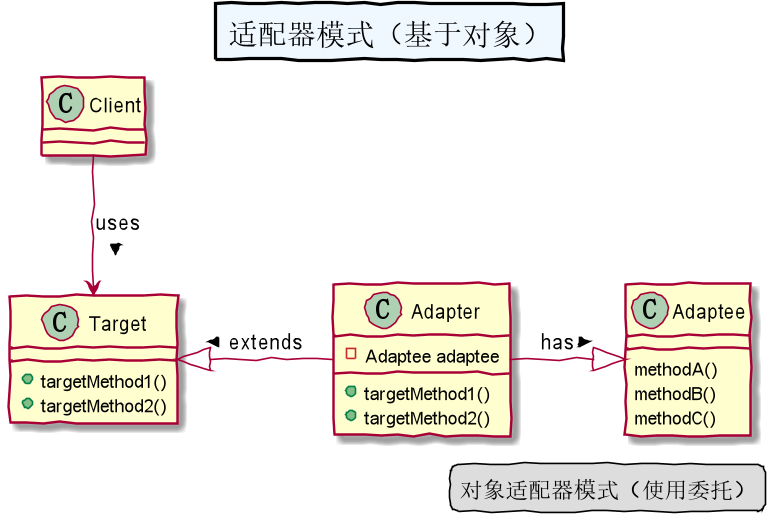 适配器模式（基于对象）
C Client
uses
C Target
targetMethod1()
targetMethod2()
extends
C Adapter
Adaptee adaptee
targetMethod1()
targetMethod2()
has
C Adaptee
methodA()
methodB()
methodC()
对象适配器模式（使用委托）